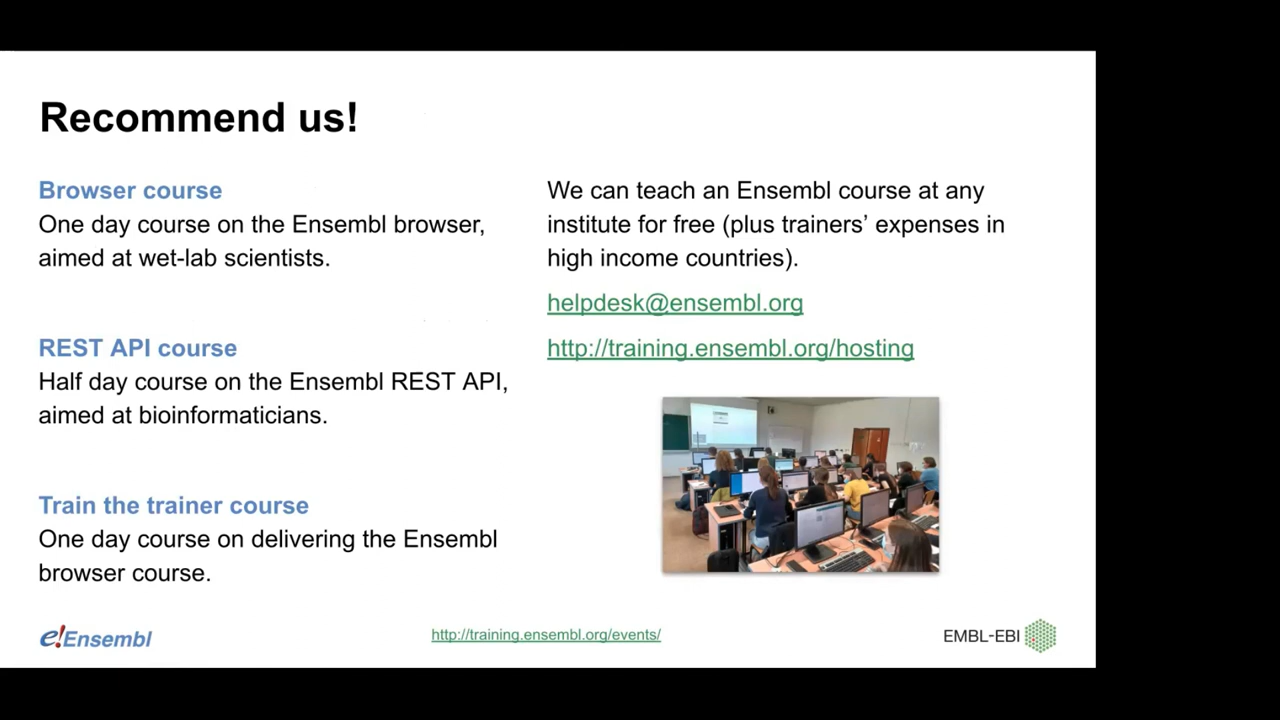 Recommend us!
Browser course
One day course on the Ensembl browser,
aimed at wet-lab scientists.
REST API course
Half day course on the Ensembl REST API,
aimed at bioinformaticians.
Train the trainer course
One day course on delivering the Ensembl
browser course.
We can teach an Ensembl course at any
institute for free (plus trainers’ expenses in
high income countries).
helpdesk@ensembl.org
http://training.ensembl.org/hosting
e!Ensembl
http://training.ensembl.org/events/
EMBL-EBI